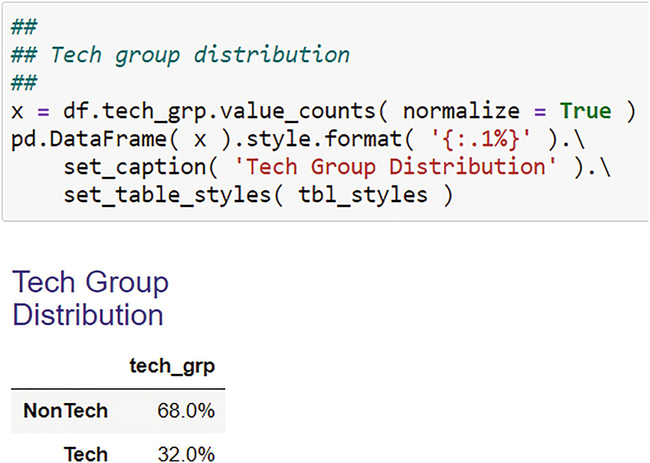 ##
## Tech group distribution
##
x = df.tech_grp.value_counts( normalize = True )
pd.DataFrame( x ).style.format( '{:.1%}' ).\
    set_caption( 'Tech Group Distribution' ).\
    set_table_styles( tbl_styles )
Tech Group
Distribution
tech_grp
NonTech 68.0%
Tech 32.0%